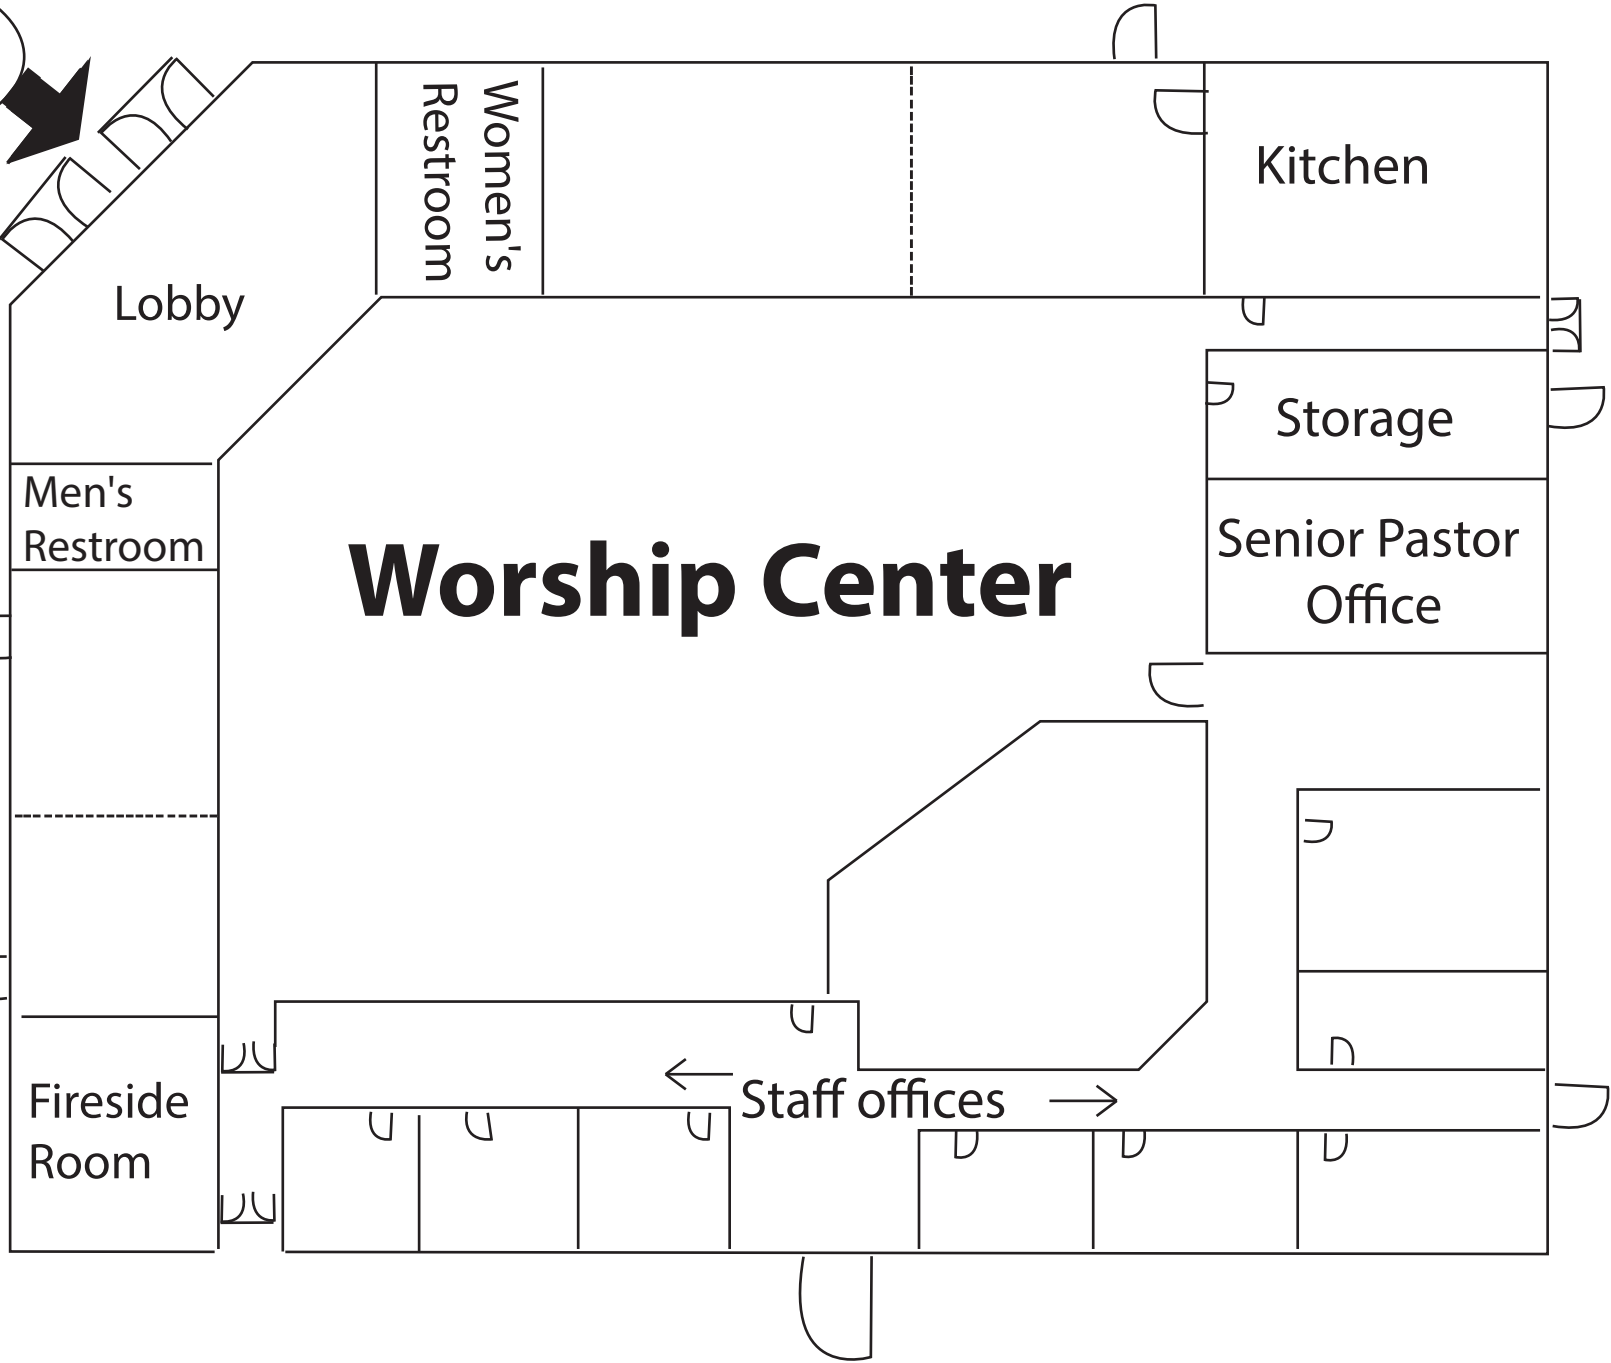 Women's
Restroom
Kitchen
Lobby
Storage
Men's
Restroom
Senior Pastor
Office
Worship Center
Staff offices
Fireside
Room